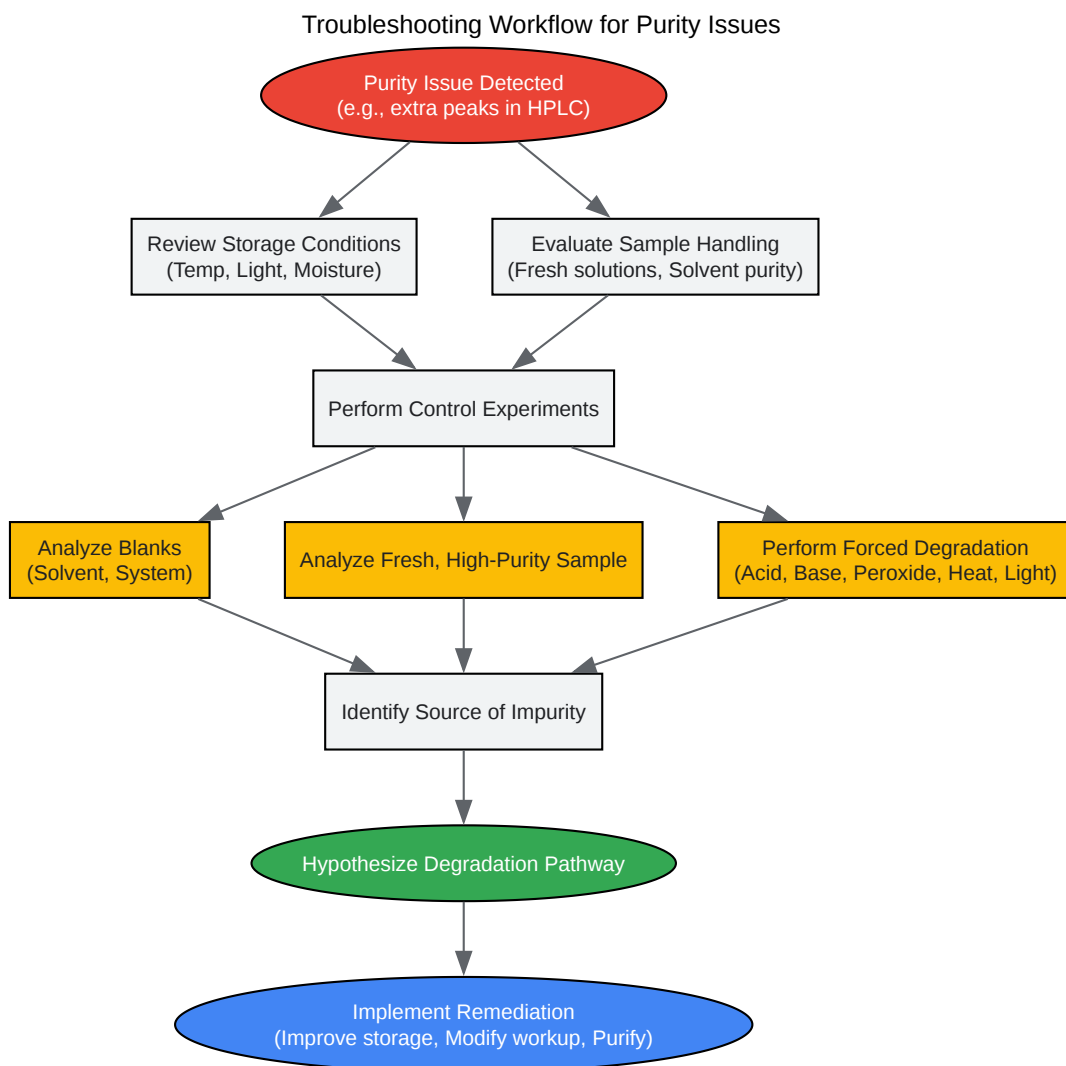 Troubleshooting Workflow for Purity Issues
Purity Issue Detected
(e.g., extra peaks in HPLC)
Review Storage Conditions
(Temp, Light, Moisture)
Evaluate Sample Handling
(Fresh solutions, Solvent purity)
Perform Control Experiments
Analyze Blanks
(Solvent, System)
Analyze Fresh, High-Purity Sample
Perform Forced Degradation
(Acid, Base, Peroxide, Heat, Light)
Identify Source of Impurity
Hypothesize Degradation Pathway
Implement Remediation
(Improve storage, Modify workup, Purify)